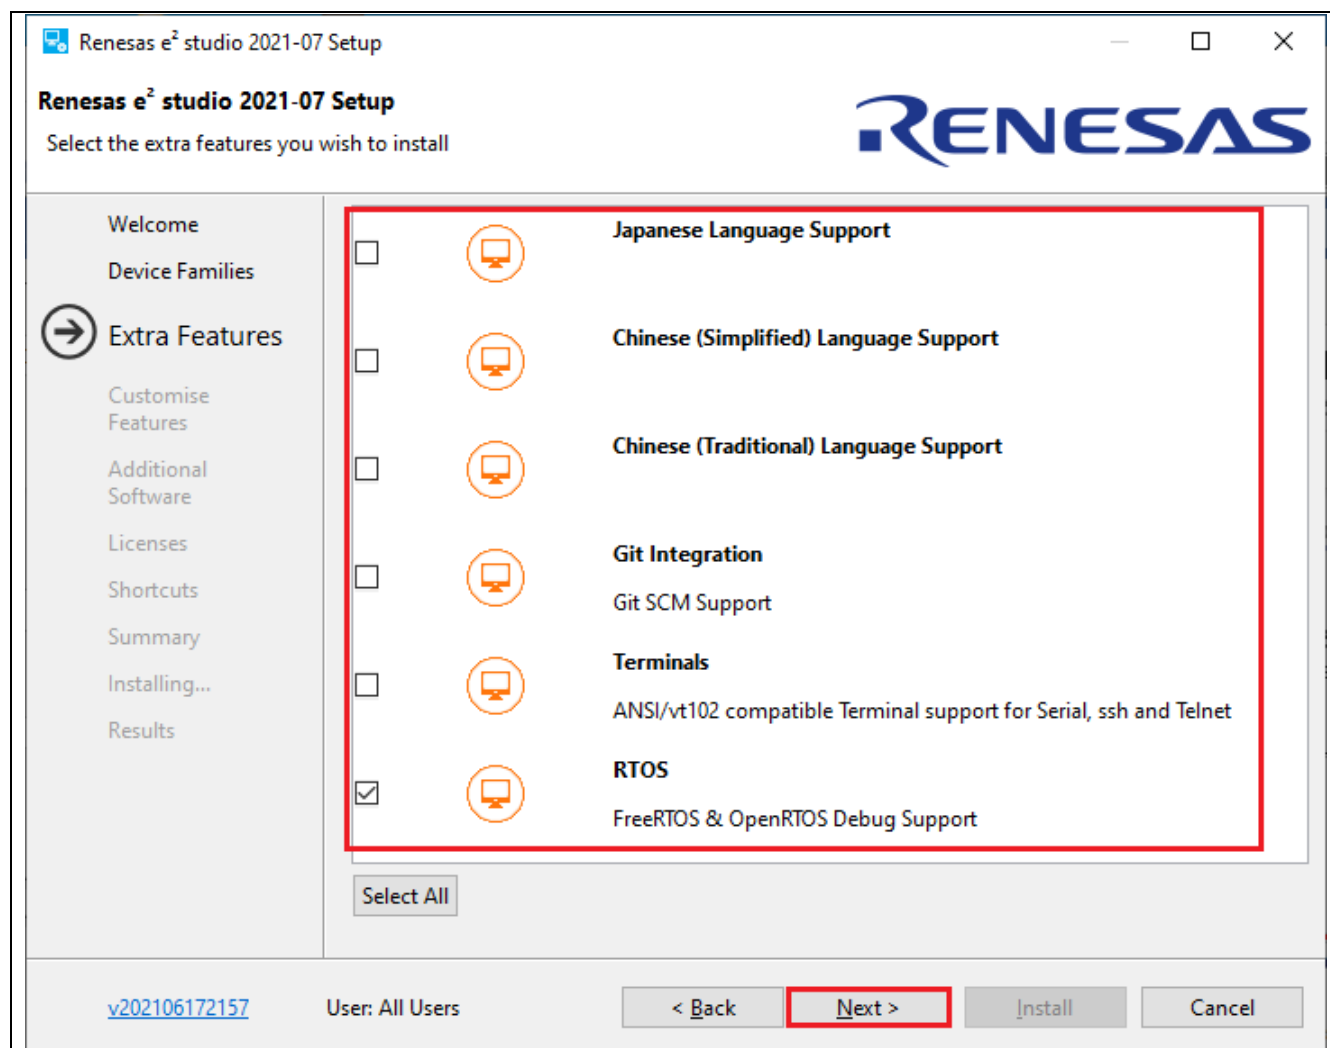 Renesas e² studio 2021-07 Setup
Renesas e² studio 2021-07 Setup
Select the extra features you wish to install
RENESAS
Welcome
Device Families
Extra Features
Customise
Features
Additional
Software
Licenses
Shortcuts
Summary
Installing...
Results
Japanese Language Support
Chinese (Simplified) Language Support
Chinese (Traditional) Language Support
Git Integration
Git SCM Support
Terminals
ANSI/vt102 compatible Terminal support for Serial, ssh and Telnet
RTOS
FreeRTOS & OpenRTOS Debug Support
Select All
v202106172157
User: All Users
< Back
Next >
Install
Cancel